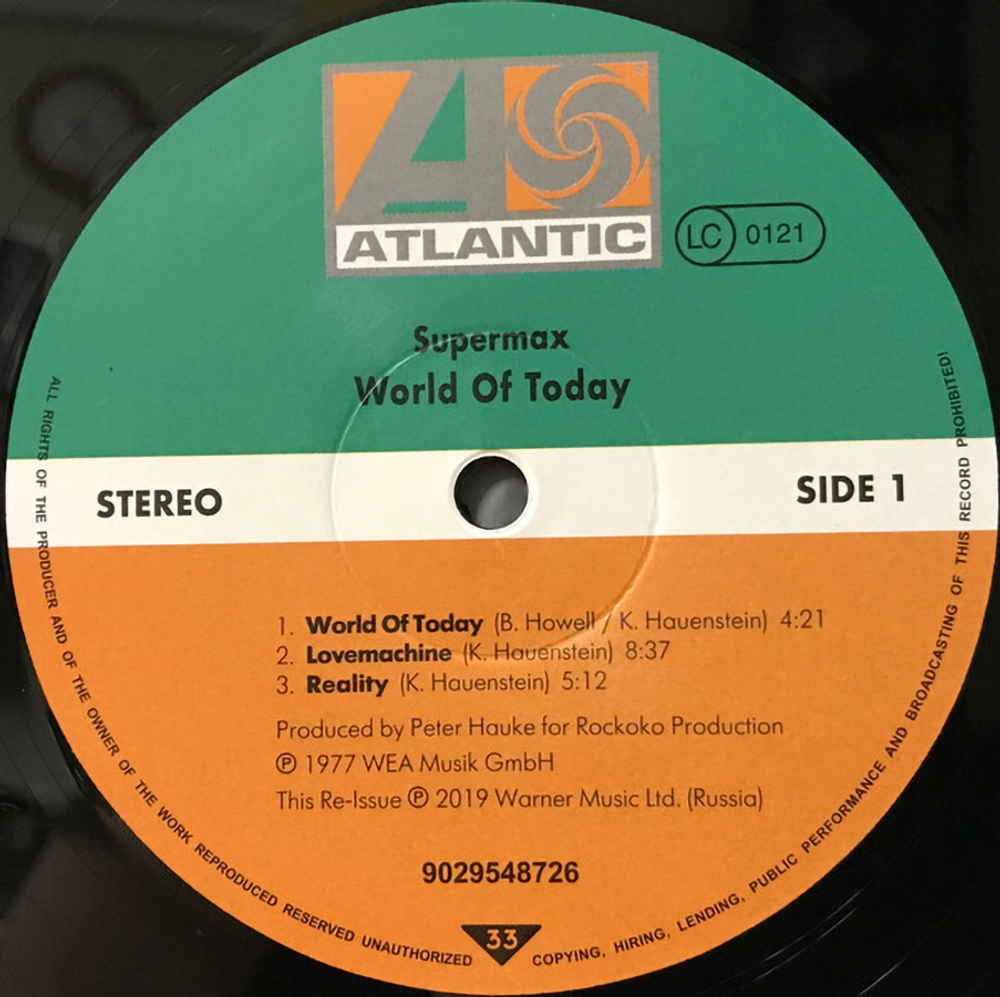 ATLANTIC
LC 0121
Supermax
World Of Today
STEREO
SIDE 1
1. World Of Today (B. Howell / K. Hauenstein) 4:21
2. Lovemachine (K. Hauenstein) 8:37
3. Reality (K. Hauenstein) 5:12
Produced by Peter Hauke for Rockoko Production
℗ 1977 WEA Musik GmbH
This Re-Issue ℗ 2019 Warner Music Ltd. (Russia)
9029548726
33
ALL RIGHTS OF THE PRODUCER AND OF THE OWNER OF THE WORK REPRODUCED RESERVED UNAUTHORIZED COPYING, HIRING, LENDING, PUBLIC PERFORMANCE AND BROADCASTING OF THIS RECORD PROHIBITED!